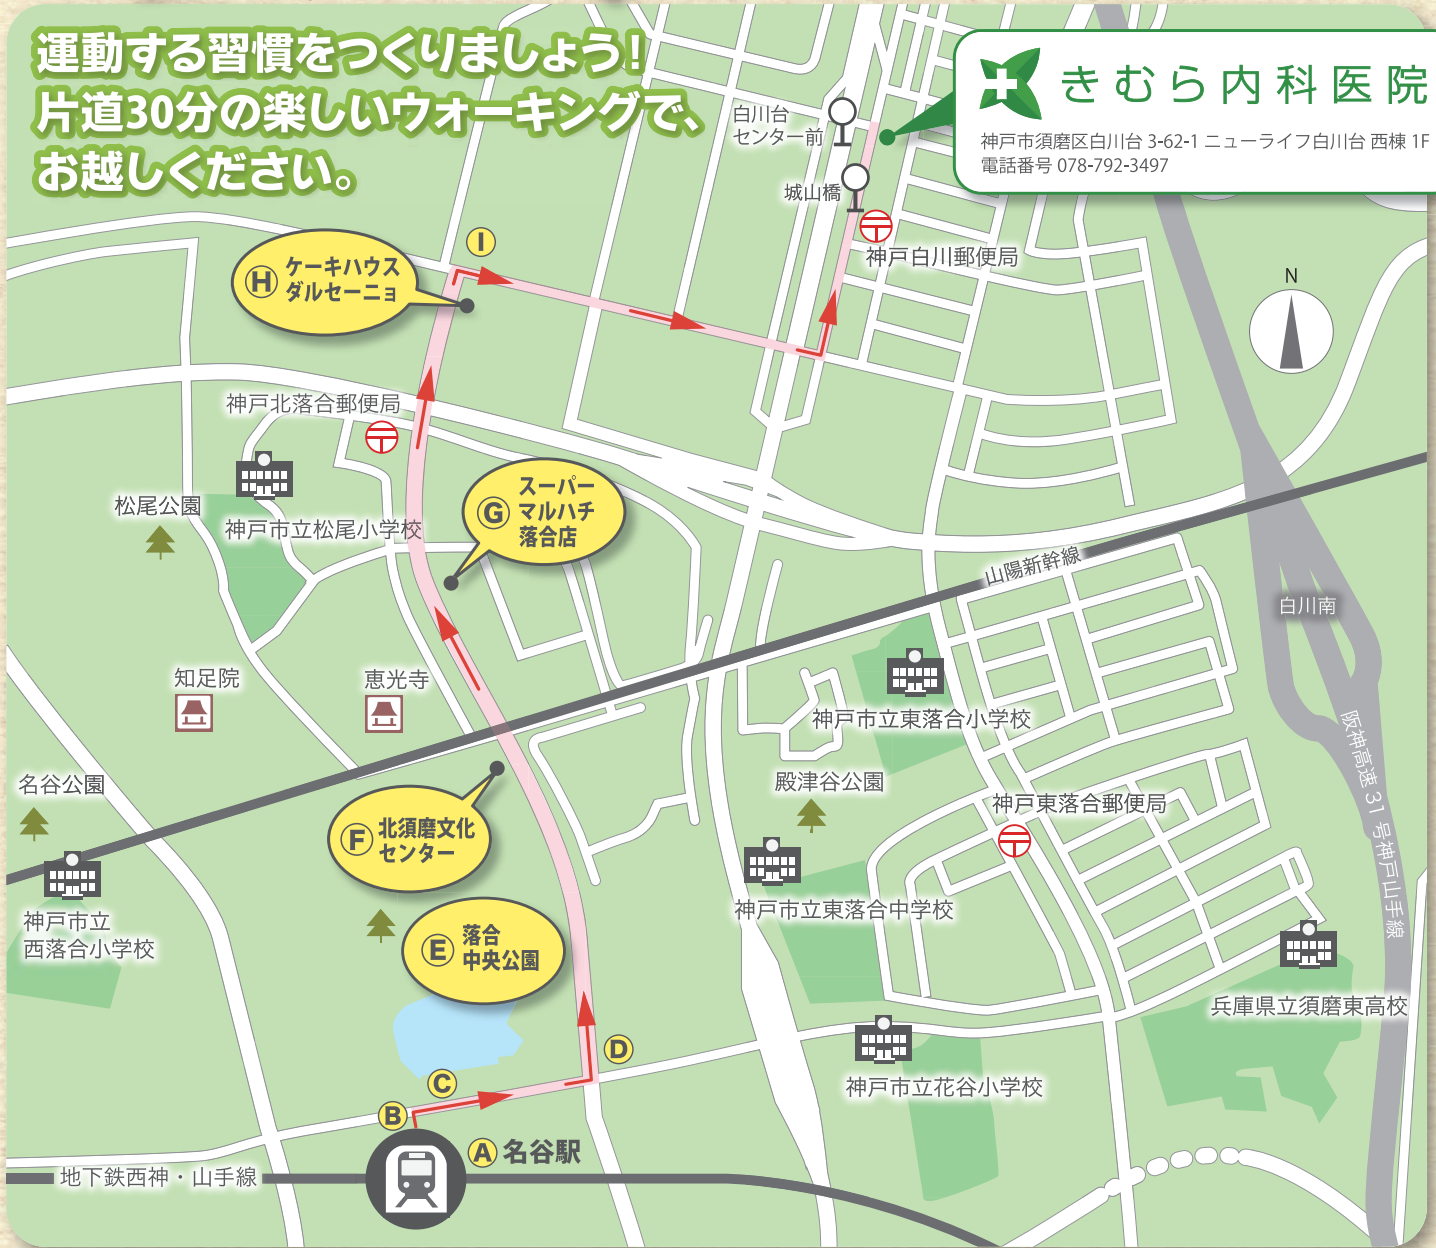 運動する習慣をつくりましょう!
片道30分の楽しいウォーキングで、
お越しください。
きむら内科医院
神戸市須磨区白川台 3-62-1 ニューライフ白川台 西棟 1F
電話番号 078-792-3497
白川台
センター前
城山橋
神戸白川郵便局
N
I
H ケーキハウス
ダルセーニョ
神戸北落合郵便局
松尾公園
神戸市立松尾小学校
G スーパー
マルハチ
落合店
山陽新幹線
白川南
知足院
恵光寺
神戸市立東落合小学校
阪神高速 31 号神戸山手線
名谷公園
殿津谷公園
神戸東落合郵便局
F 北須磨文化
センター
神戸市立
西落合小学校
神戸市立東落合中学校
E 落合
中央公園
兵庫県立須磨東高校
D
C
B
神戸市立花谷小学校
A 名谷駅
地下鉄西神・山手線